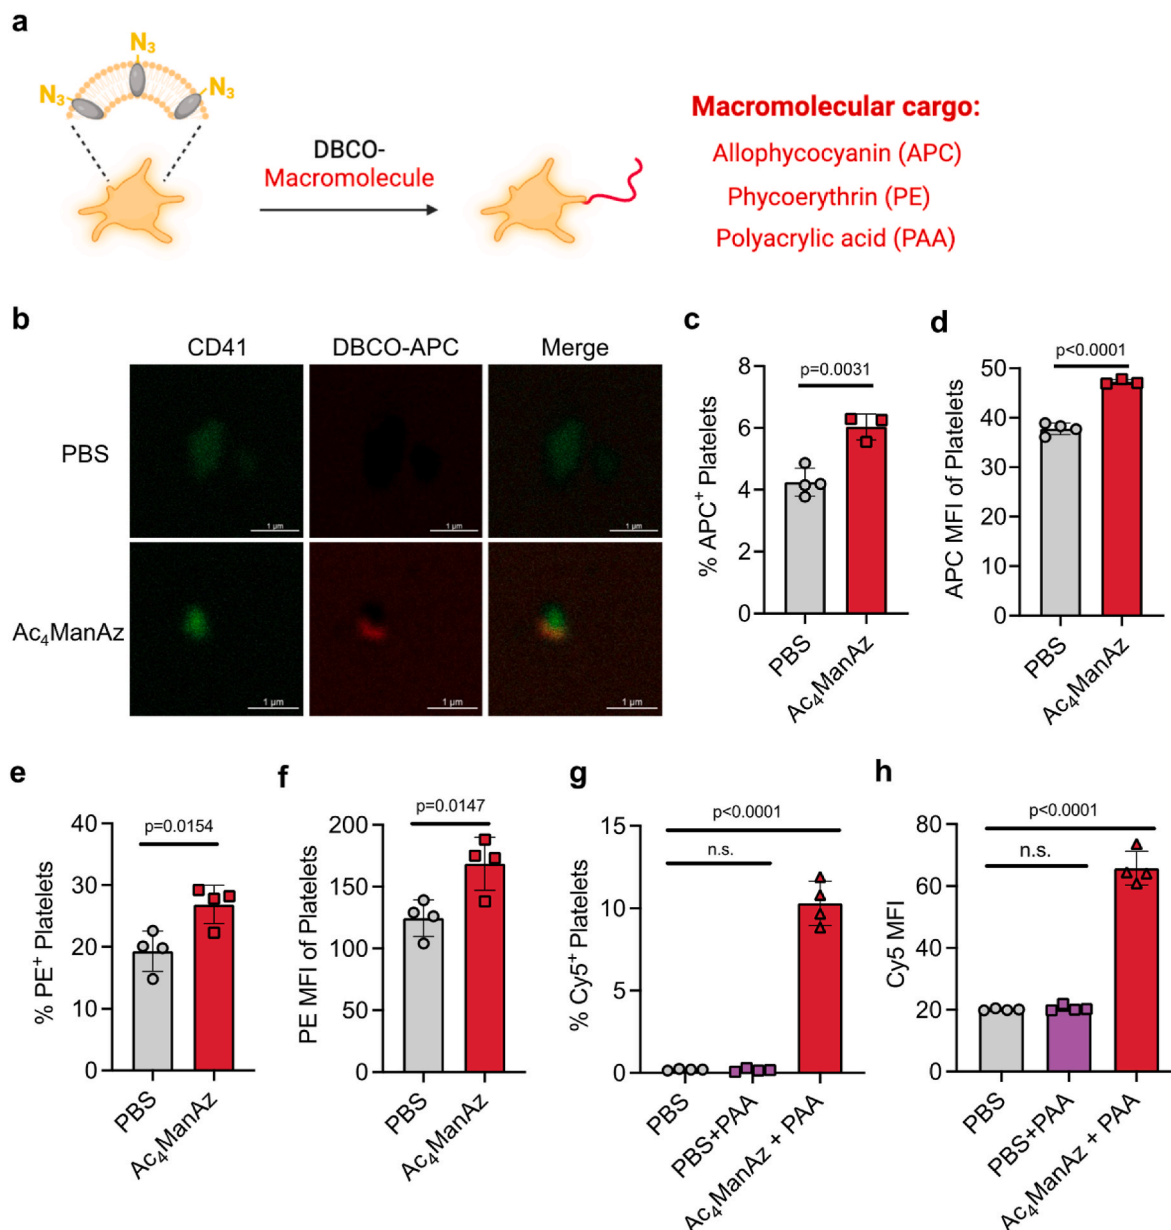 a
N₃
N₃
N₃
DBCO-
Macromolecule
Macromolecular cargo:
Allophycocyanin (APC)
Phycoerythrin (PE)
Polyacrylic acid (PAA)
b
CD41
DBCO-APC
Merge
PBS
1 µm
1 µm
1 µm
Ac₄ManAz
1 µm
1 µm
1 µm
c
% APC⁺ Platelets
8
6
4
2
0
p=0.0031
PBS
Ac₄ManAz
d
APC MFI of Platelets
50
40
30
20
10
0
p<0.0001
PBS
Ac₄ManAz
e
% PE⁺ Platelets
40
30
20
10
0
p=0.0154
PBS
Ac₄ManAz
f
PE MFI of Platelets
200
150
100
50
0
p=0.0147
PBS
Ac₄ManAz
g
% Cy5⁺ Platelets
15
10
5
0
p<0.0001
n.s.
PBS
PBS+PAA
Ac₄ManAz + PAA
h
Cy5 MFI
80
60
40
20
0
p<0.0001
n.s.
PBS
PBS+PAA
Ac₄ManAz + PAA